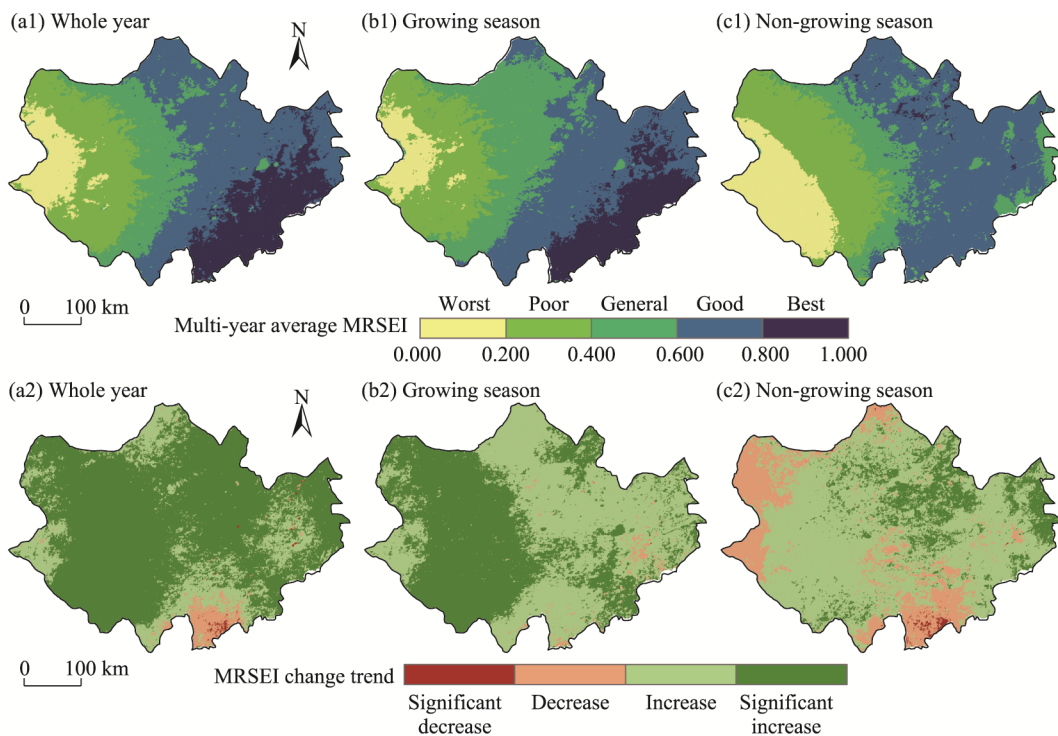 (a1) Whole year
(b1) Growing season
(c1) Non-growing season
N
0 100 km
Worst Poor General Good Best
Multi-year average MRSEI
0.000 0.200 0.400 0.600 0.800 1.000
(a2) Whole year
(b2) Growing season
(c2) Non-growing season
N
0 100 km
MRSEI change trend
Significant decrease
Decrease
Increase
Significant increase